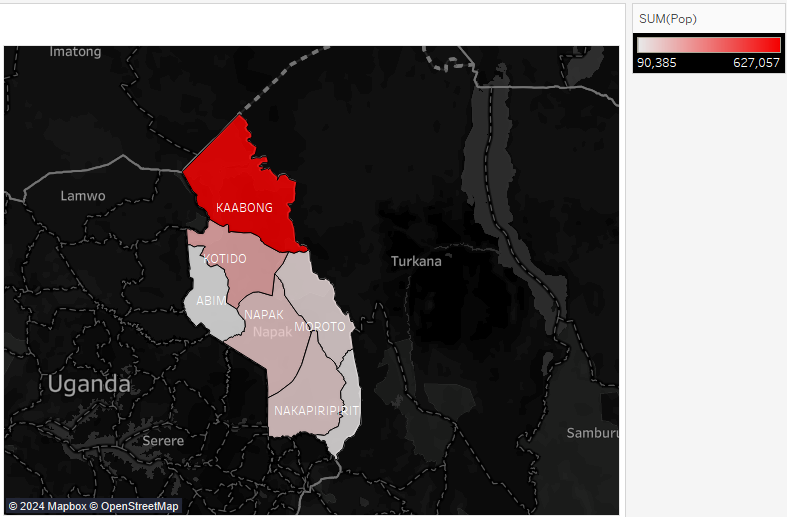 SUM(Pop)
90,385 627,057
Imatong
Lamwo
KAABONG
KOTIDO
Turkana
ABIM
NAPAK
MOROTO
Napak
Uganda
NAKAPIRIPIRIT
Samburu
Serere
© 2024 Mapbox © OpenStreetMap